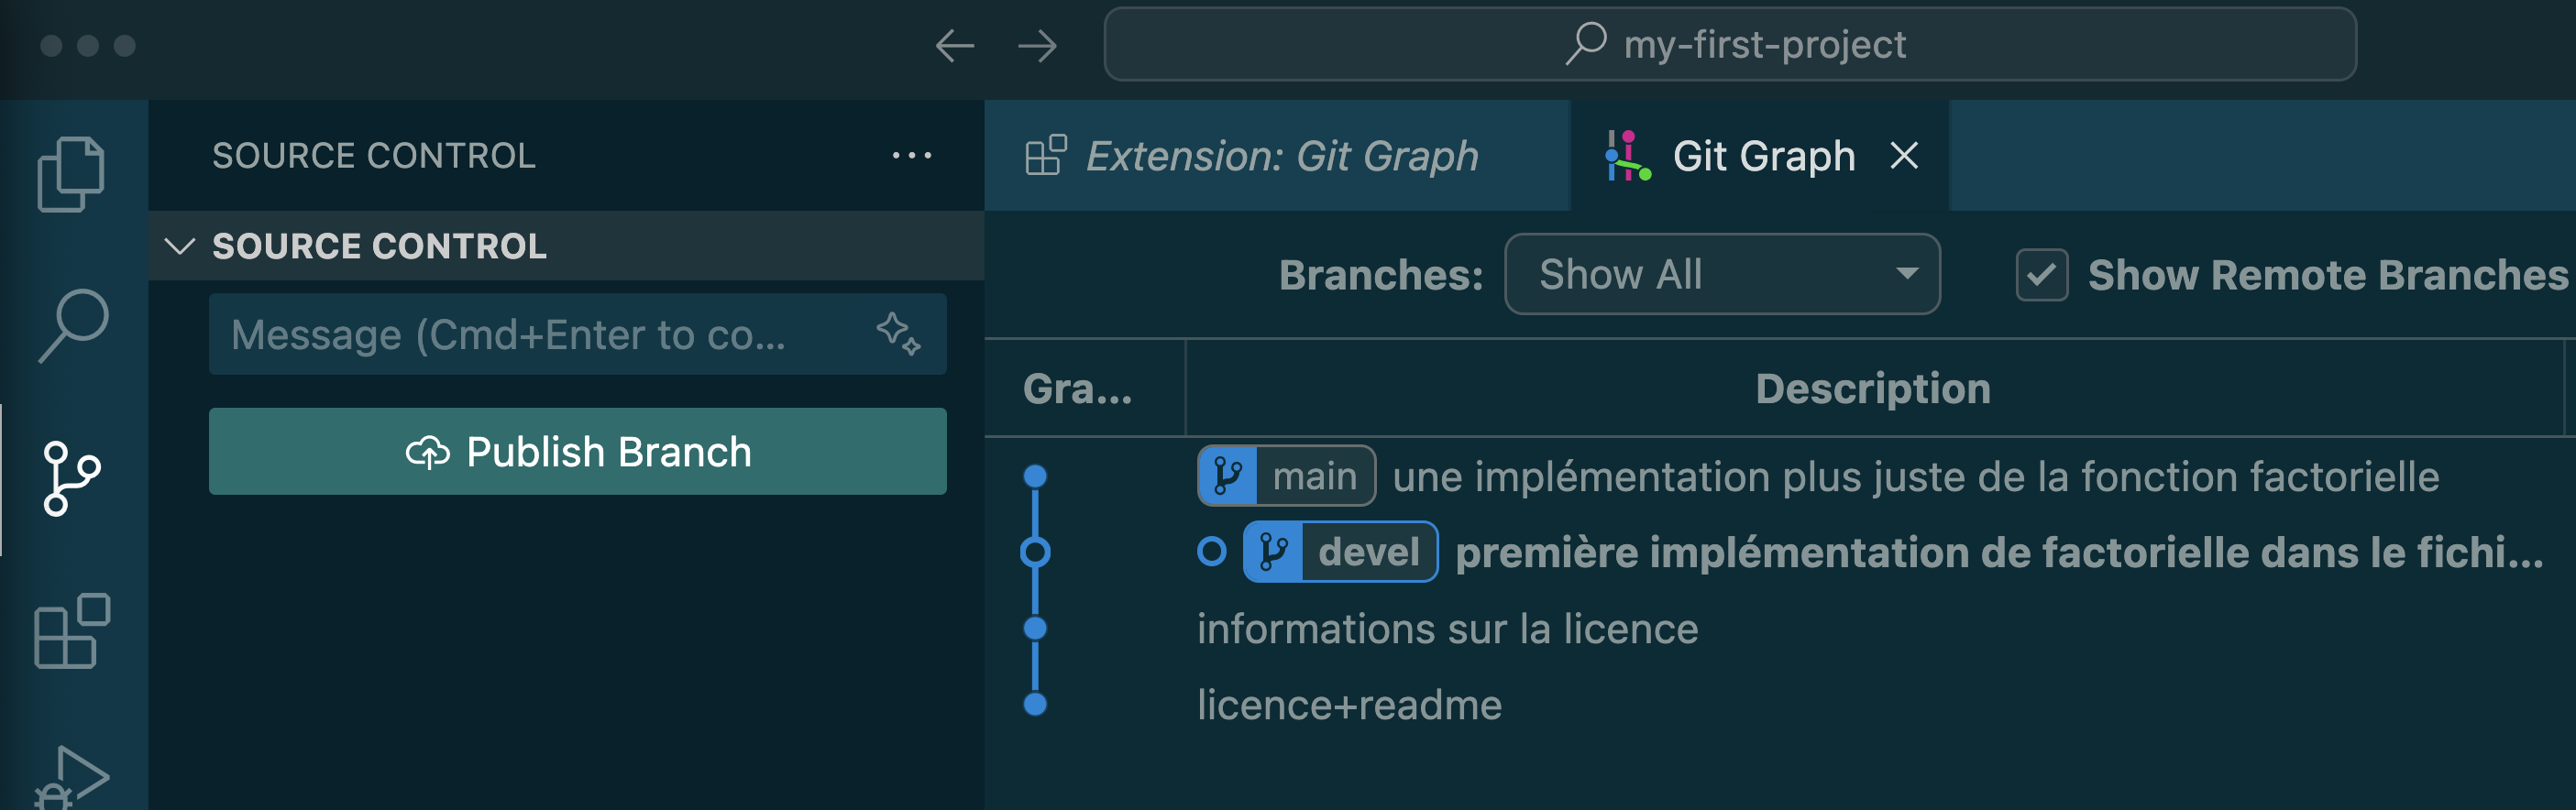 my-first-project
SOURCE CONTROL
SOURCE CONTROL
Message (Cmd+Enter to co...
Publish Branch
Extension: Git Graph
Git Graph
Branches: Show All Show Remote Branches
Gra... Description
main une implémentation plus juste de la fonction factorielle
devel première implémentation de factorielle dans le fichi...
informations sur la licence
licence+readme